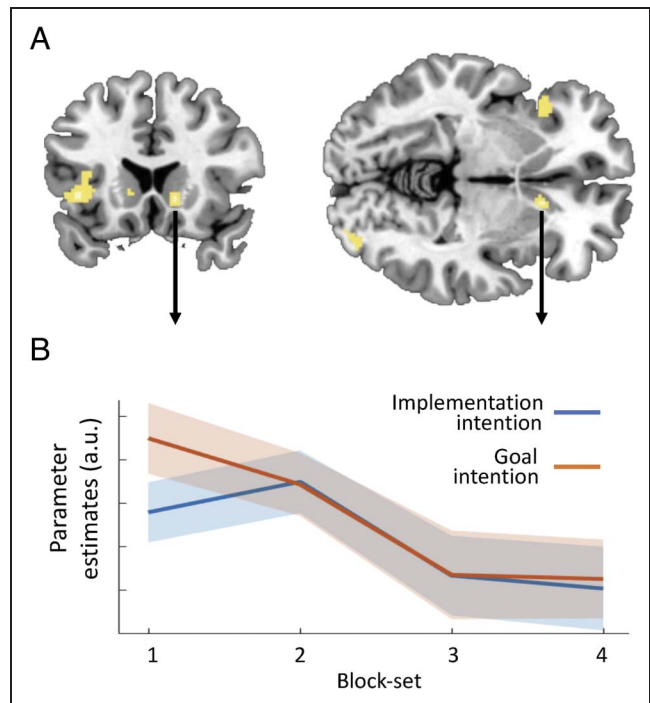 A
B
Parameter
estimates (a.u.)
Implementation
intention
Goal
intention
1 2 3 4
Block-set